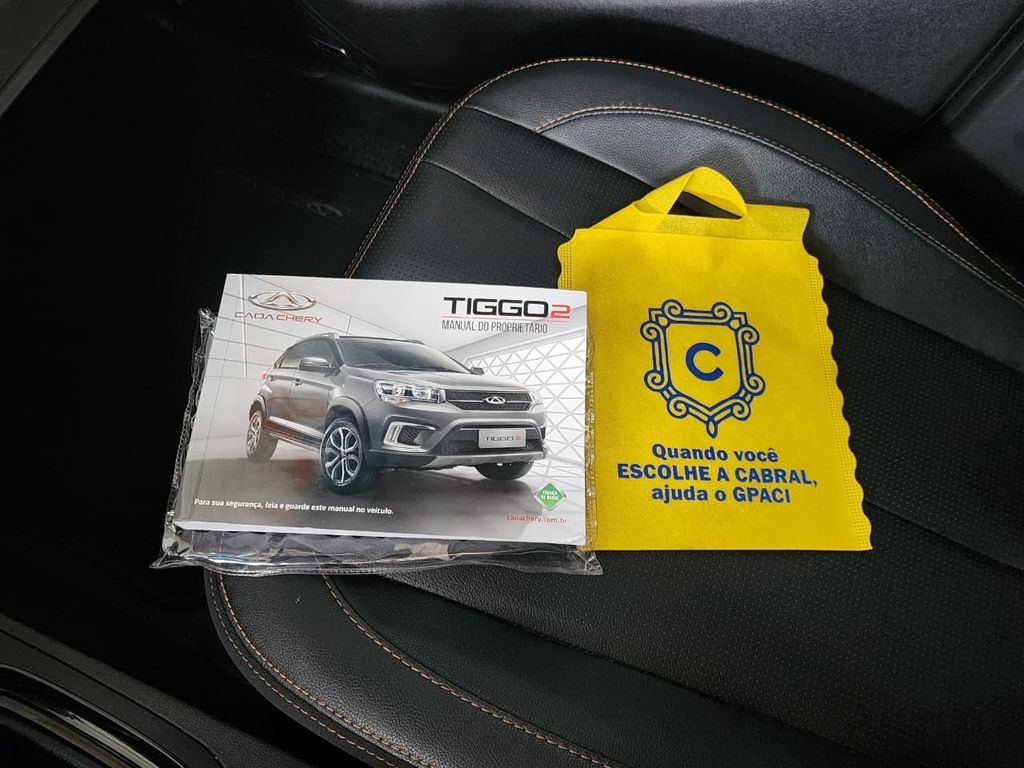 CAOA CHERY
TIGGO2
MANUAL DO PROPRIETÁRIO
TIGGO 2
Para sua segurança, leia e guarde este manual no veículo.
caoachery.com.br
C
Quando você
ESCOLHE A CABRAL,
ajuda o GPACI